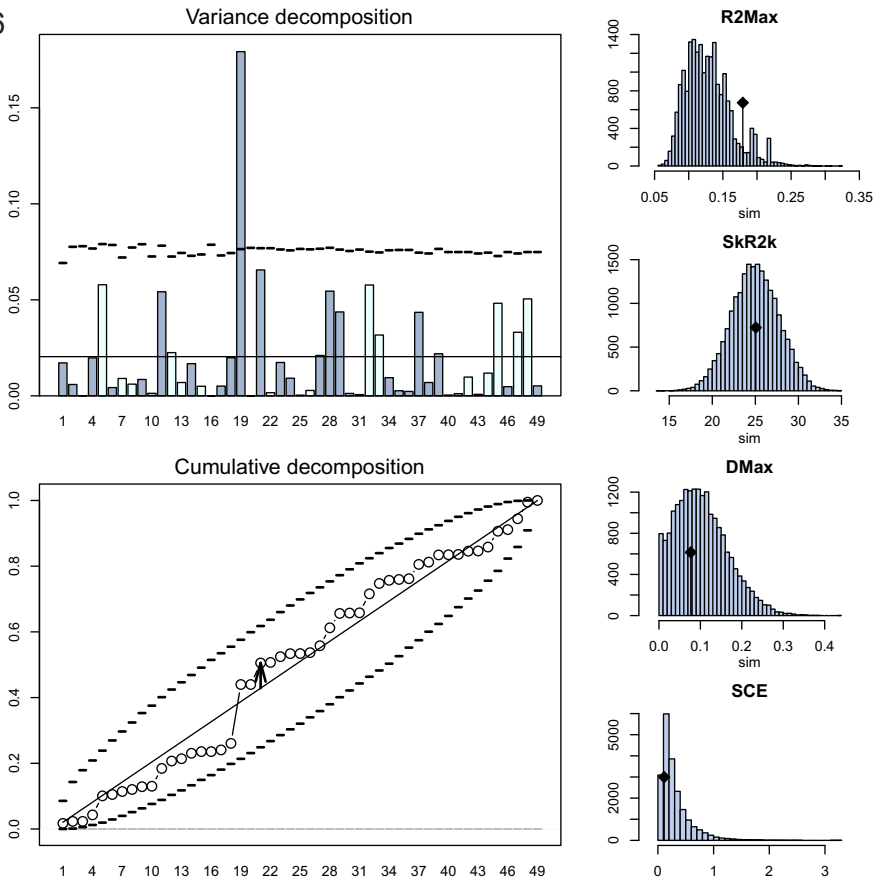 6
Variance decomposition
0.15
0.10
0.05
0.00
1 4 7 10 13 16 19 22 25 28 31 34 37 40 43 46 49
Cumulative decomposition
1.0
0.8
0.6
0.4
0.2
0.0
1 4 7 10 13 16 19 22 25 28 31 34 37 40 43 46 49
R2Max
1400
800
400
0
0.05 0.15 0.25 0.35
sim
SkR2k
1500
1000
500
0
15 20 25 30 35
sim
DMax
1200
800
400
0
0.0 0.1 0.2 0.3 0.4
sim
SCE
5000
2000
0
0 1 2 3